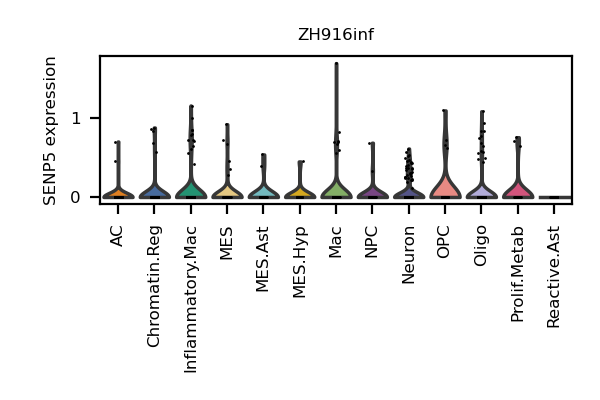 ZH916inf
SENP5 expression
1
0
AC
Chromatin.Reg
Inflammatory.Mac
MES
MES.Ast
MES.Hyp
Mac
NPC
Neuron
OPC
Oligo
Prolif.Metab
Reactive.Ast